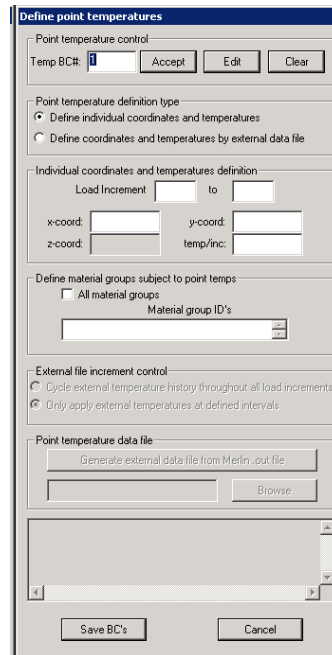 Define point temperatures
Point temperature control
Temp BC#: 1 Accept Edit Clear
Point temperature definition type
Define individual coordinates and temperatures
Define coordinates and temperatures by external data file
Individual coordinates and temperatures definition
Load Increment to
x-coord: y-coord:
z-coord: temp/inc:
Define material groups subject to point temps
All material groups
Material group ID's
External file increment control
Cycle external temperature history throughout all load increments
Only apply external temperatures at defined intervals
Point temperature data file
Generate external data file from Merlin .out file
Browse
Save BC's Cancel